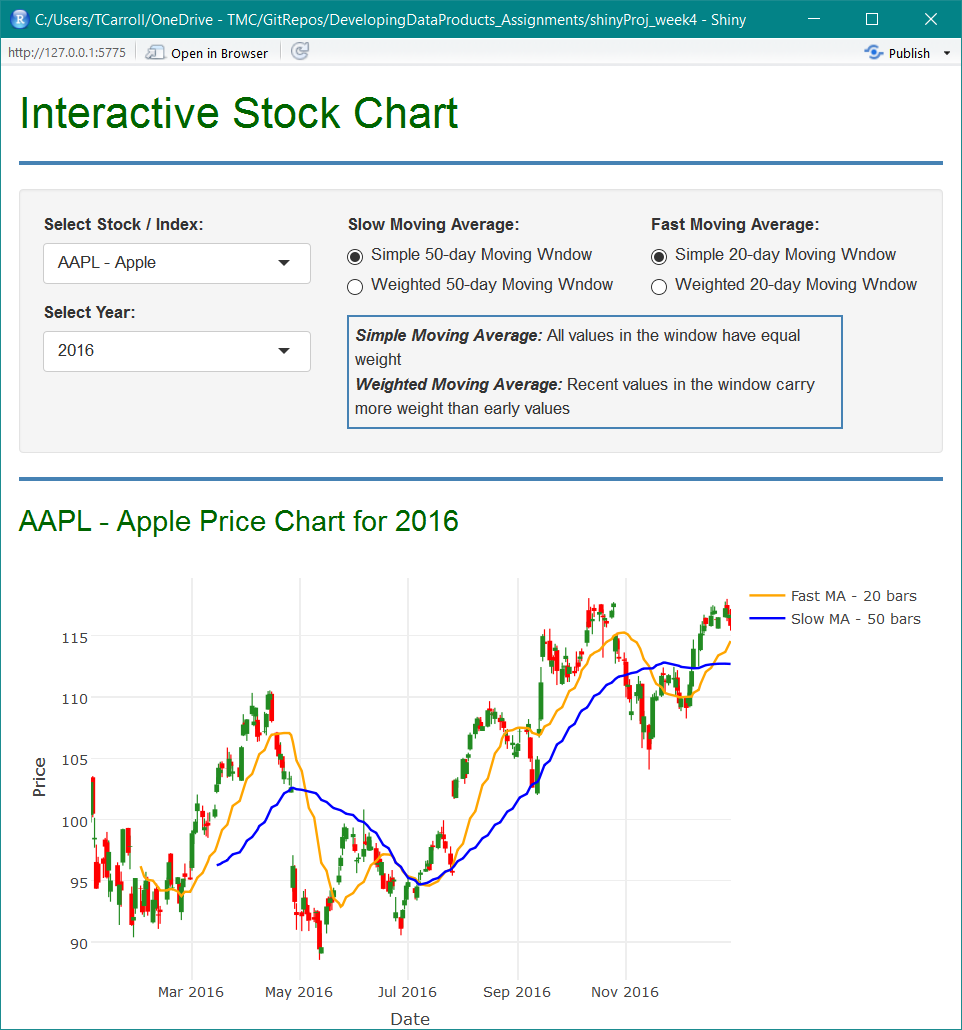 C:/Users/TCarroll/OneDrive - TMC/GitRepos/DevelopingDataProducts_Assignments/shinyProj_week4 - Shiny
http://127.0.0.1:5775 Open in Browser Publish
Interactive Stock Chart
Select Stock / Index: Slow Moving Average: Fast Moving Average:
AAPL - Apple Simple 50-day Moving Wndow Simple 20-day Moving Wndow
Weighted 50-day Moving Wndow Weighted 20-day Moving Wndow
Select Year:
2016
Simple Moving Average: All values in the window have equal
weight
Weighted Moving Average: Recent values in the window carry
more weight than early values
AAPL - Apple Price Chart for 2016
Fast MA - 20 bars
Slow MA - 50 bars
115
110
105
100
95
90
Price
Mar 2016 May 2016 Jul 2016 Sep 2016 Nov 2016
Date